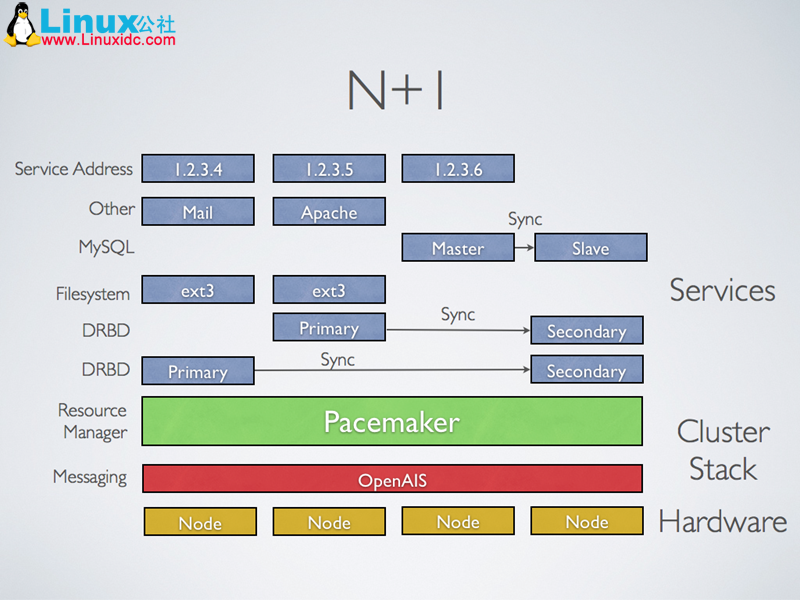 Linux公社
www.Linuxidc.com
N+1
Service Address 1.2.3.4 1.2.3.5 1.2.3.6
Other Mail Apache
Sync
MySQL Master Slave
Services
Filesystem ext3 ext3
Sync
DRBD Primary Secondary
Sync
DRBD Primary Secondary
Resource
Manager
Pacemaker
Cluster
Stack
Messaging OpenAIS
Node Node Node Node
Hardware